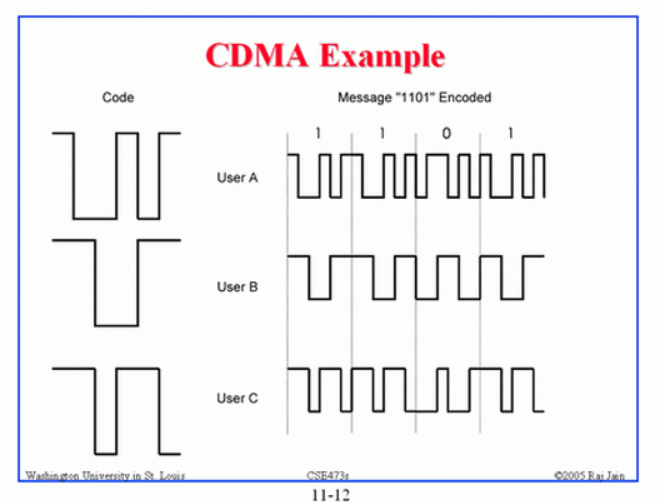 CDMA Example
Code
Message "1101" Encoded
1 1 0 1
User A
User B
User C
Washington University in St. Louis
CSE473s
©2005 Raj Jain
11-12